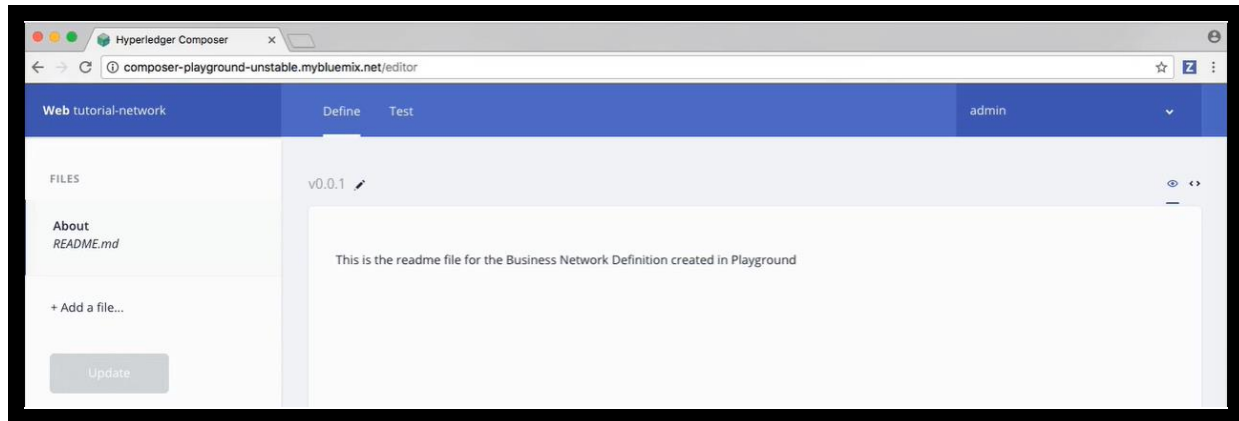 Hyperledger Composer
composer-playground-unstable.mybluemix.net/editor
Z
Web tutorial-network
Define
Test
admin
FILES
v0.0.1
About
README.md
This is the readme file for the Business Network Definition created in Playground
+ Add a file...
Update